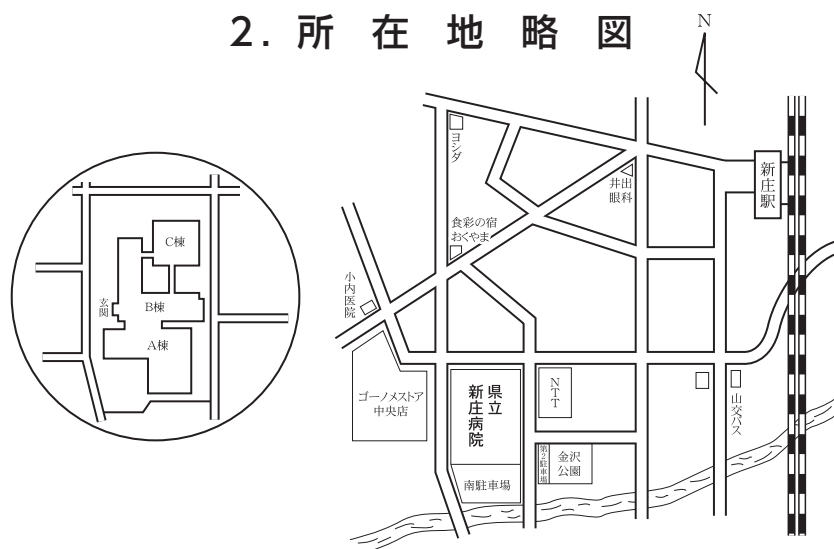 2. 所在地略図
N
ヨシダ
井出
眼科
新庄駅
食彩の宿
おくやま
小内医院
C棟
B棟
玄関
A棟
ゴーノメストア
中央店
県立
新庄病院
NTT
山交バス
南駐車場
第2駐車場
金沢
公園